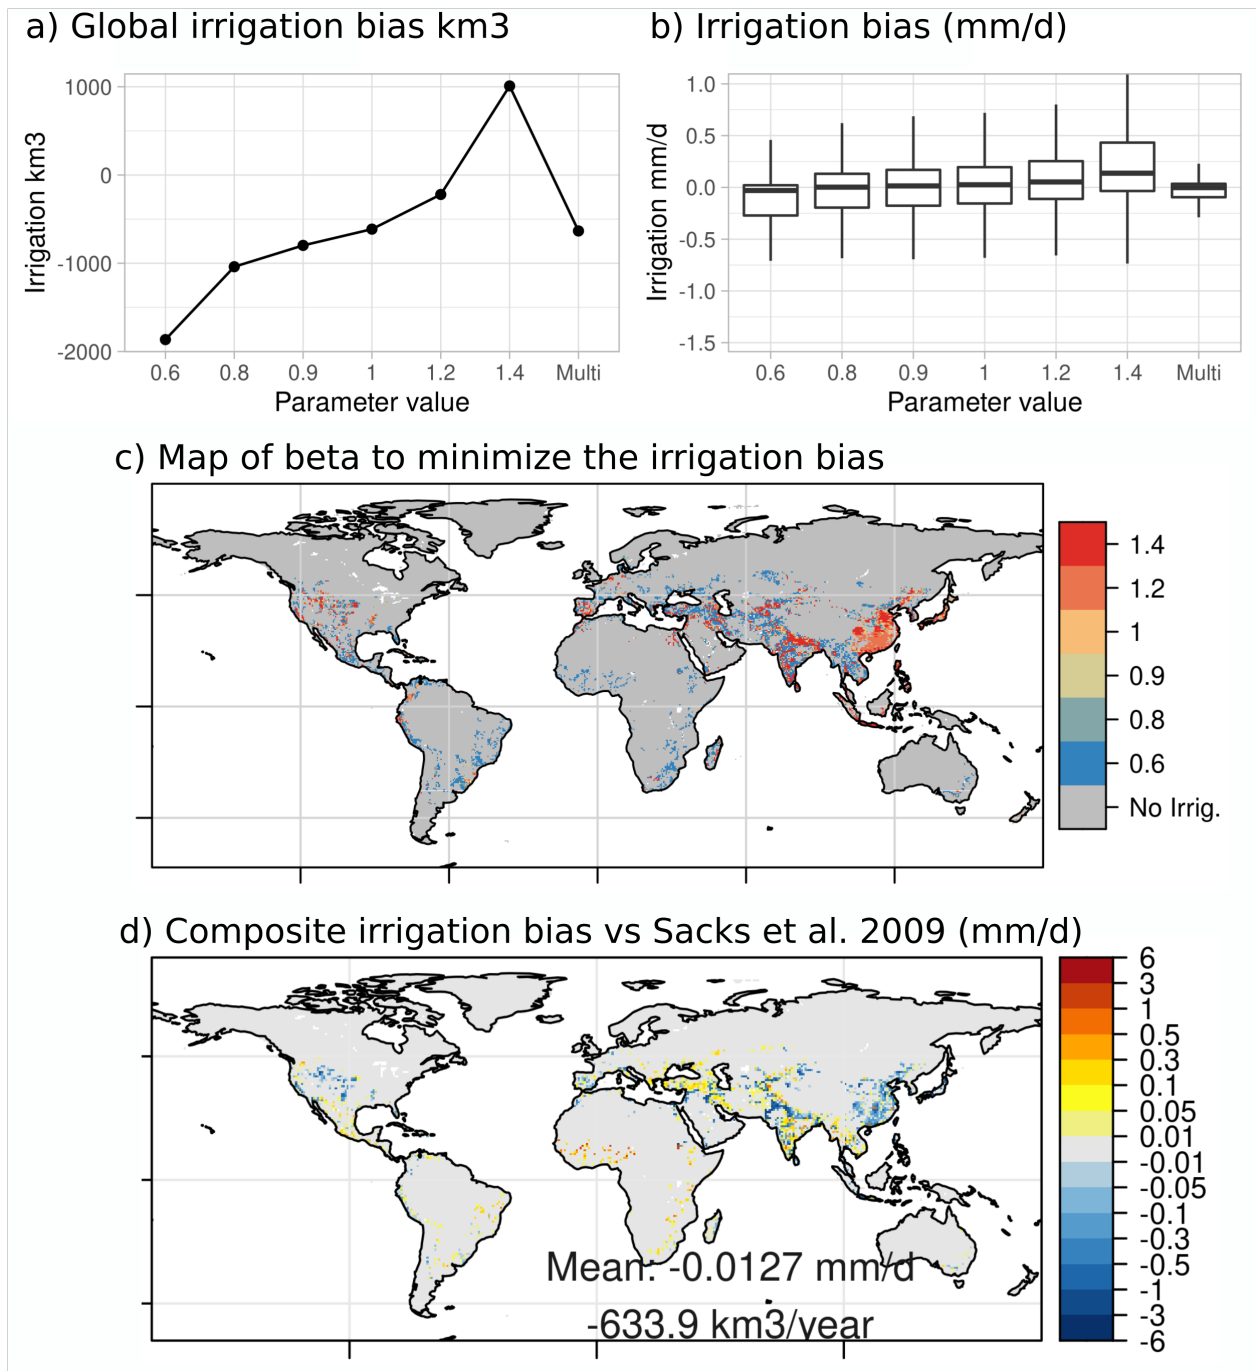 a) Global irrigation bias km3
b) Irrigation bias (mm/d)
Irrigation km3
1000
0
-1000
-2000
0.6 0.8 0.9 1 1.2 1.4 Multi
Parameter value
Irrigation mm/d
1.0
0.5
0.0
-0.5
-1.0
-1.5
0.6 0.8 0.9 1 1.2 1.4 Multi
Parameter value
c) Map of beta to minimize the irrigation bias
1.4
1.2
1
0.9
0.8
0.6
No Irrig.
d) Composite irrigation bias vs Sacks et al. 2009 (mm/d)
6
3
1
0.5
0.3
0.1
0.05
0.01
-0.01
-0.05
-0.1
-0.3
-0.5
-1
-3
-6
Mean: -0.0127 mm/d
-633.9 km3/year